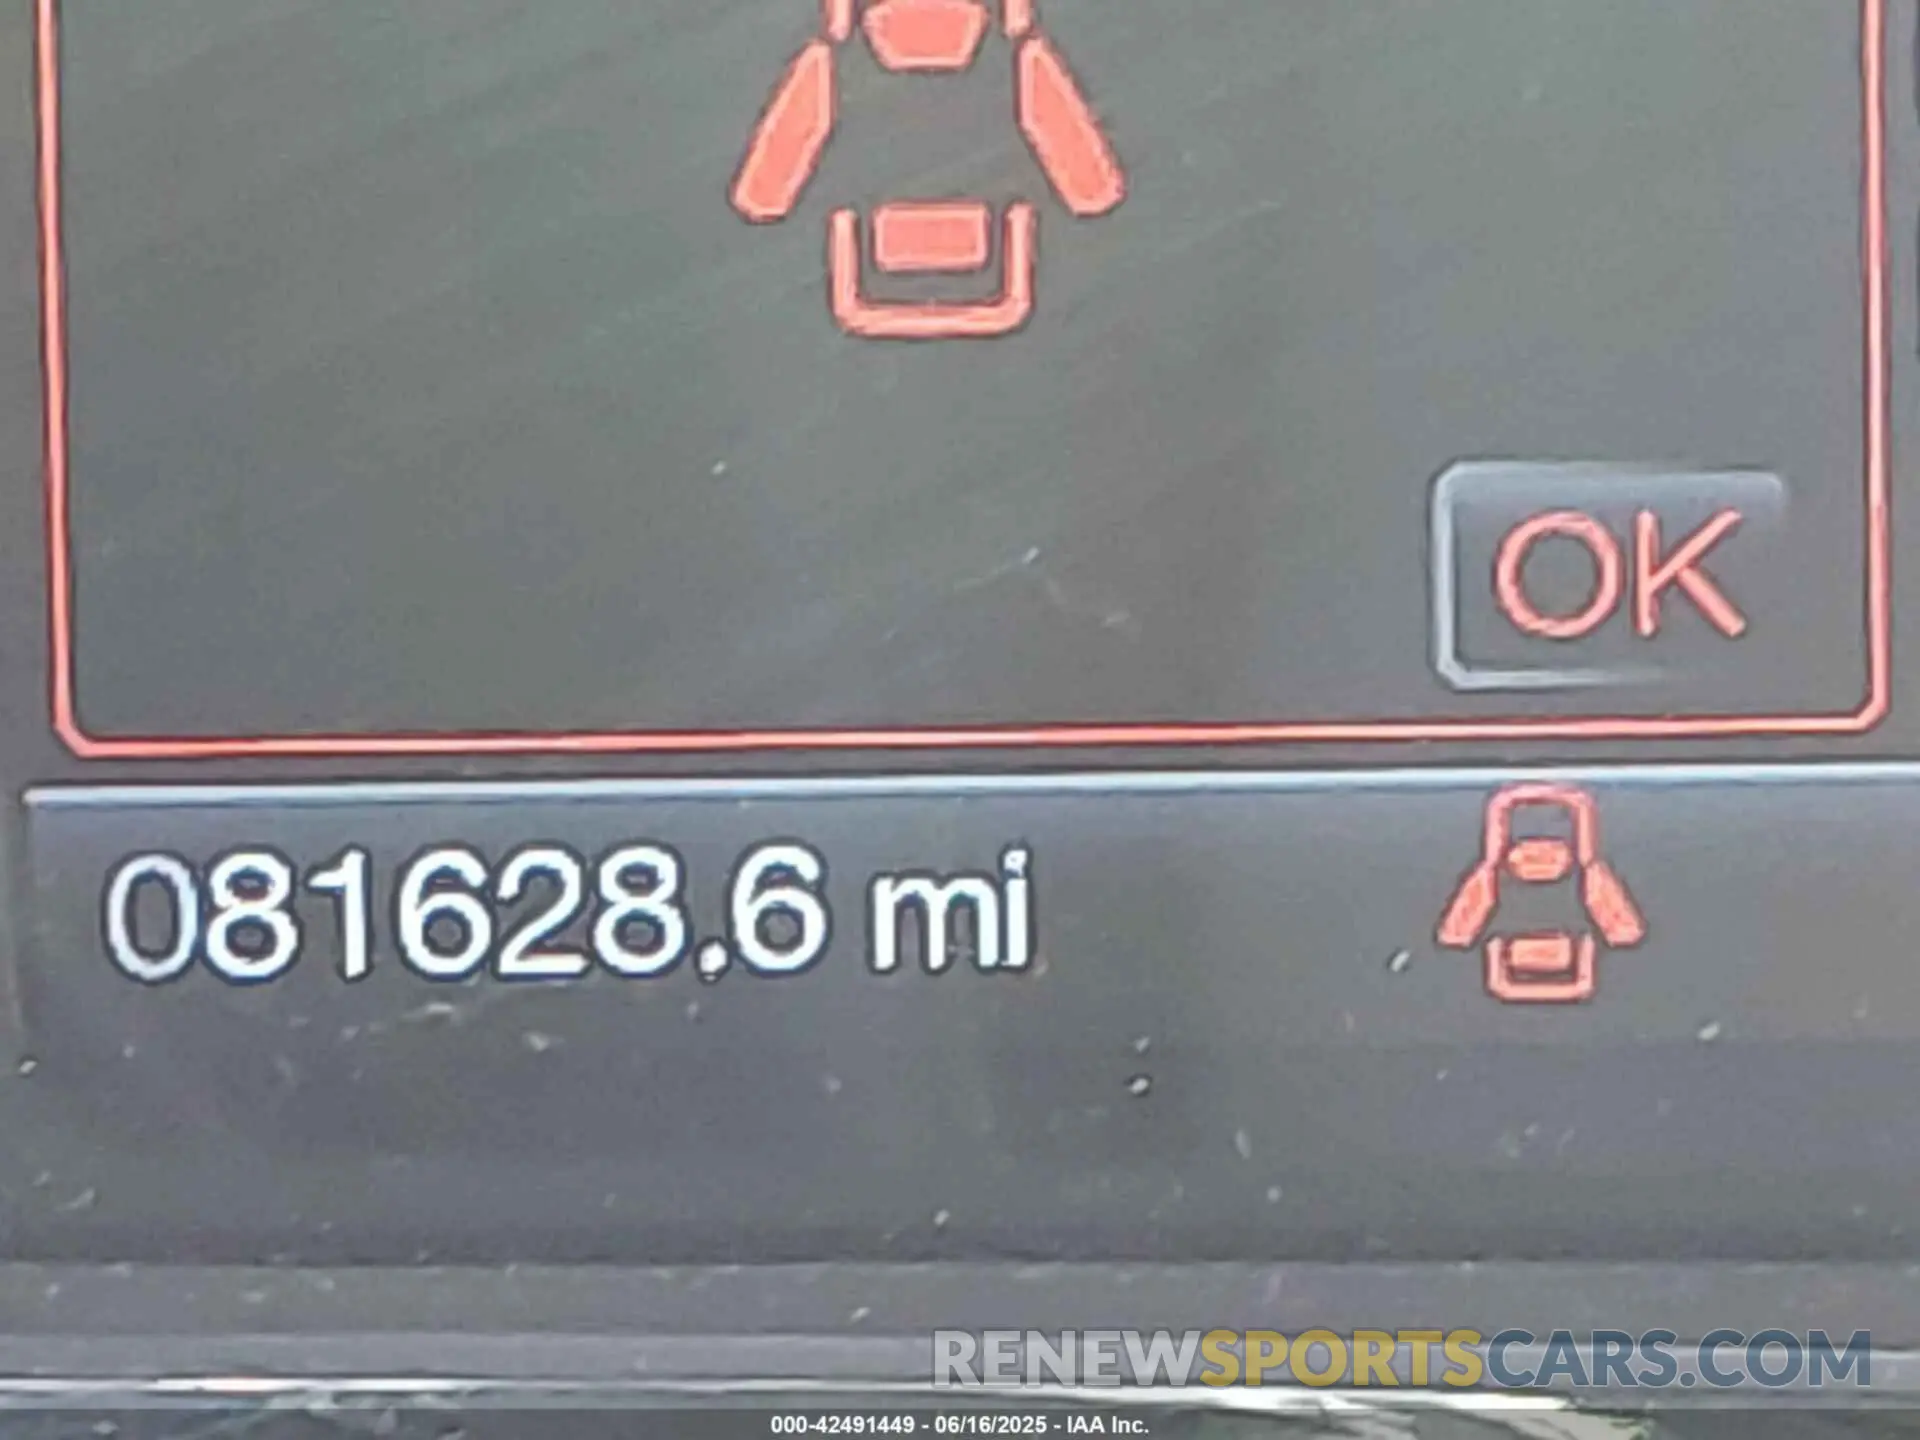 OK
081628.6 mi
RENEWSPORTSCARS.COM
000-42491449 - 06/16/2025 - IAA Inc.